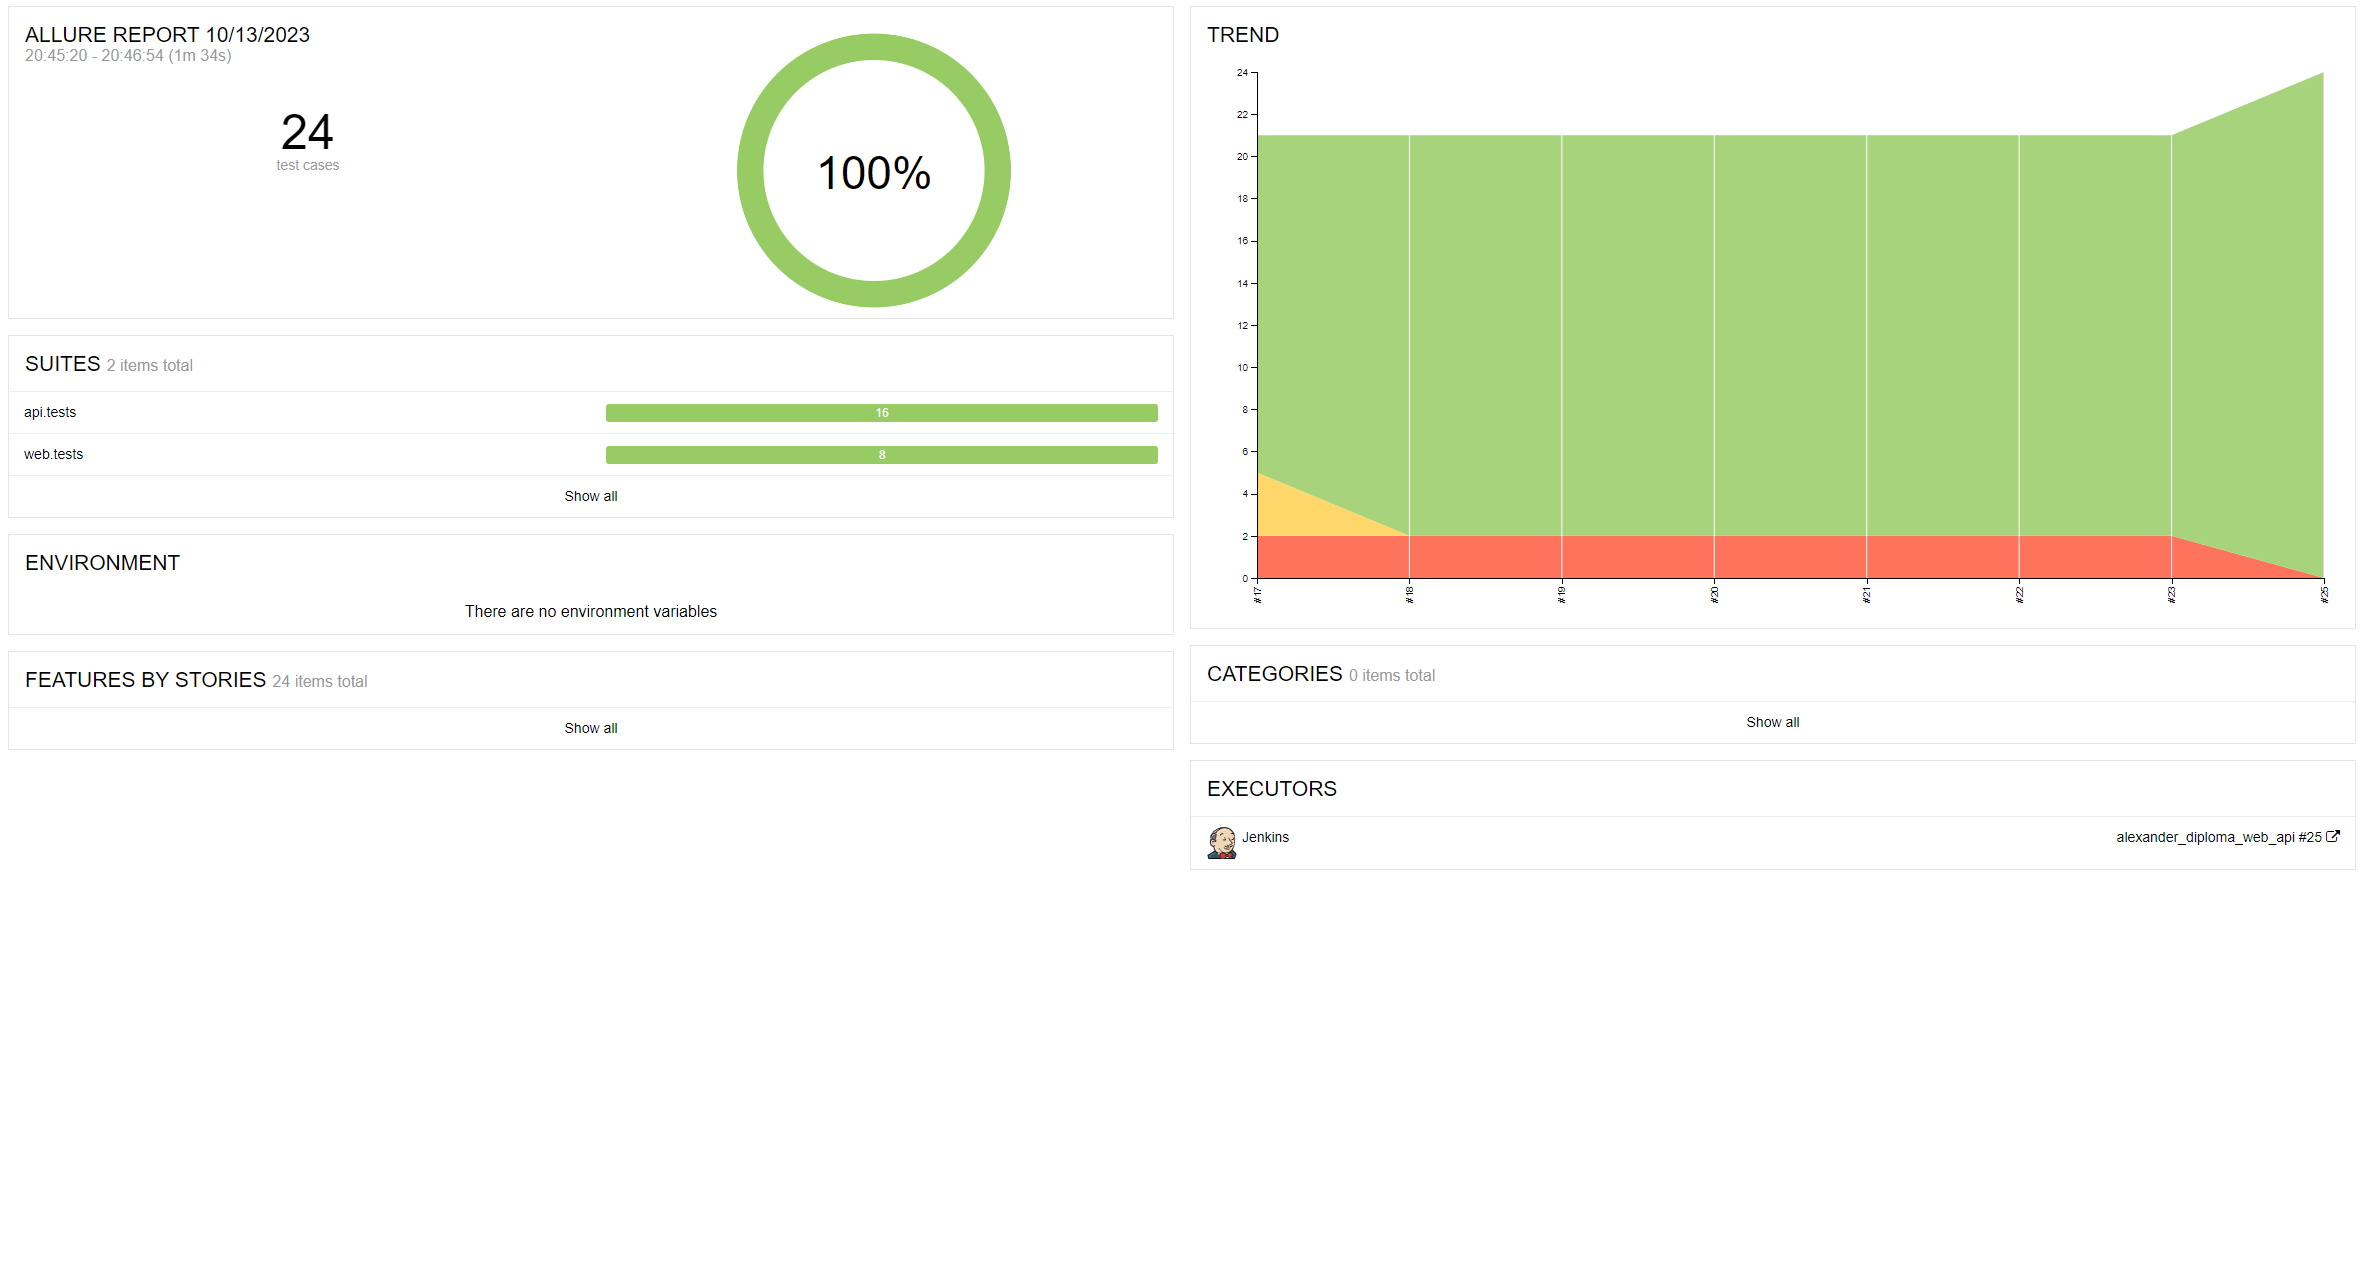 ALLURE REPORT 10/13/2023
20:45:20 - 20:46:54 (1m 34s)
24
test cases
100%
SUITES 2 items total
api.tests 16
web.tests 8
Show all
ENVIRONMENT
There are no environment variables
FEATURES BY STORIES 24 items total
Show all
TREND
24
22
20
18
16
14
12
10
8
6
4
2
0
#17 #18 #19 #20 #21 #22 #23 #25
CATEGORIES 0 items total
Show all
EXECUTORS
Jenkins alexander_diploma_web_api #25